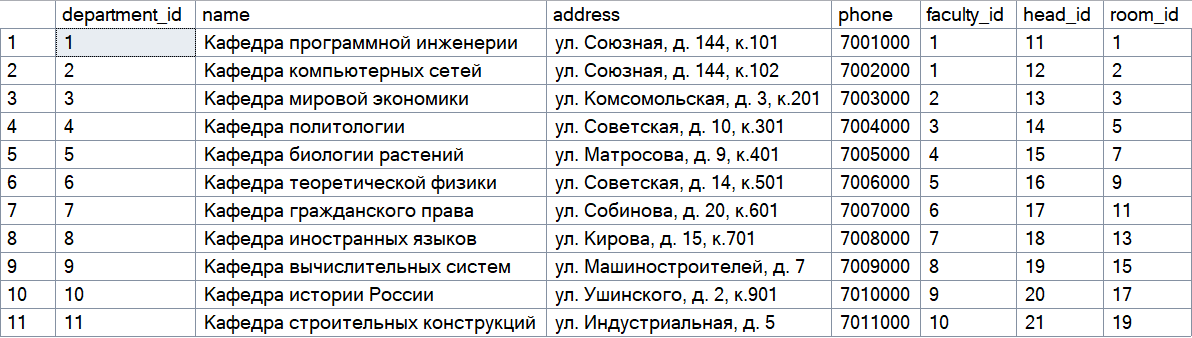 department_id name address phone faculty_id head_id room_id
1 1 Кафедра программной инженерии ул. Союзная, д. 144, к.101 7001000 1 11 1
2 2 Кафедра компьютерных сетей ул. Союзная, д. 144, к.102 7002000 1 12 2
3 3 Кафедра мировой экономики ул. Комсомольская, д. 3, к.201 7003000 2 13 3
4 4 Кафедра политологии ул. Советская, д. 10, к.301 7004000 3 14 5
5 5 Кафедра биологии растений ул. Матросова, д. 9, к.401 7005000 4 15 7
6 6 Кафедра теоретической физики ул. Советская, д. 14, к.501 7006000 5 16 9
7 7 Кафедра гражданского права ул. Собинова, д. 20, к.601 7007000 6 17 11
8 8 Кафедра иностранных языков ул. Кирова, д. 15, к.701 7008000 7 18 13
9 9 Кафедра вычислительных систем ул. Машиностроителей, д. 7 7009000 8 19 15
10 10 Кафедра истории России ул. Ушинского, д. 2, к.901 7010000 9 20 17
11 11 Кафедра строительных конструкций ул. Индустриальная, д. 5 7011000 10 21 19